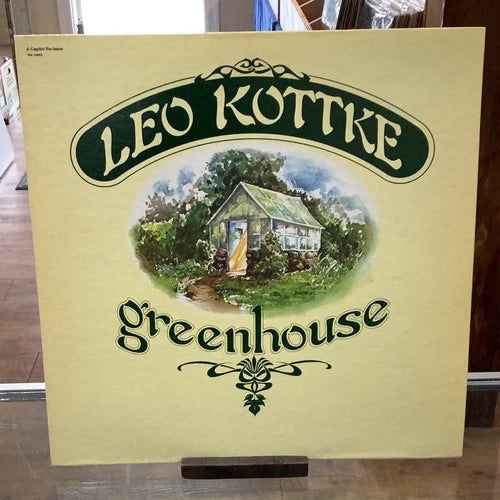 A Capitol Re-Issue
LEO KOTTKE
greenhouse